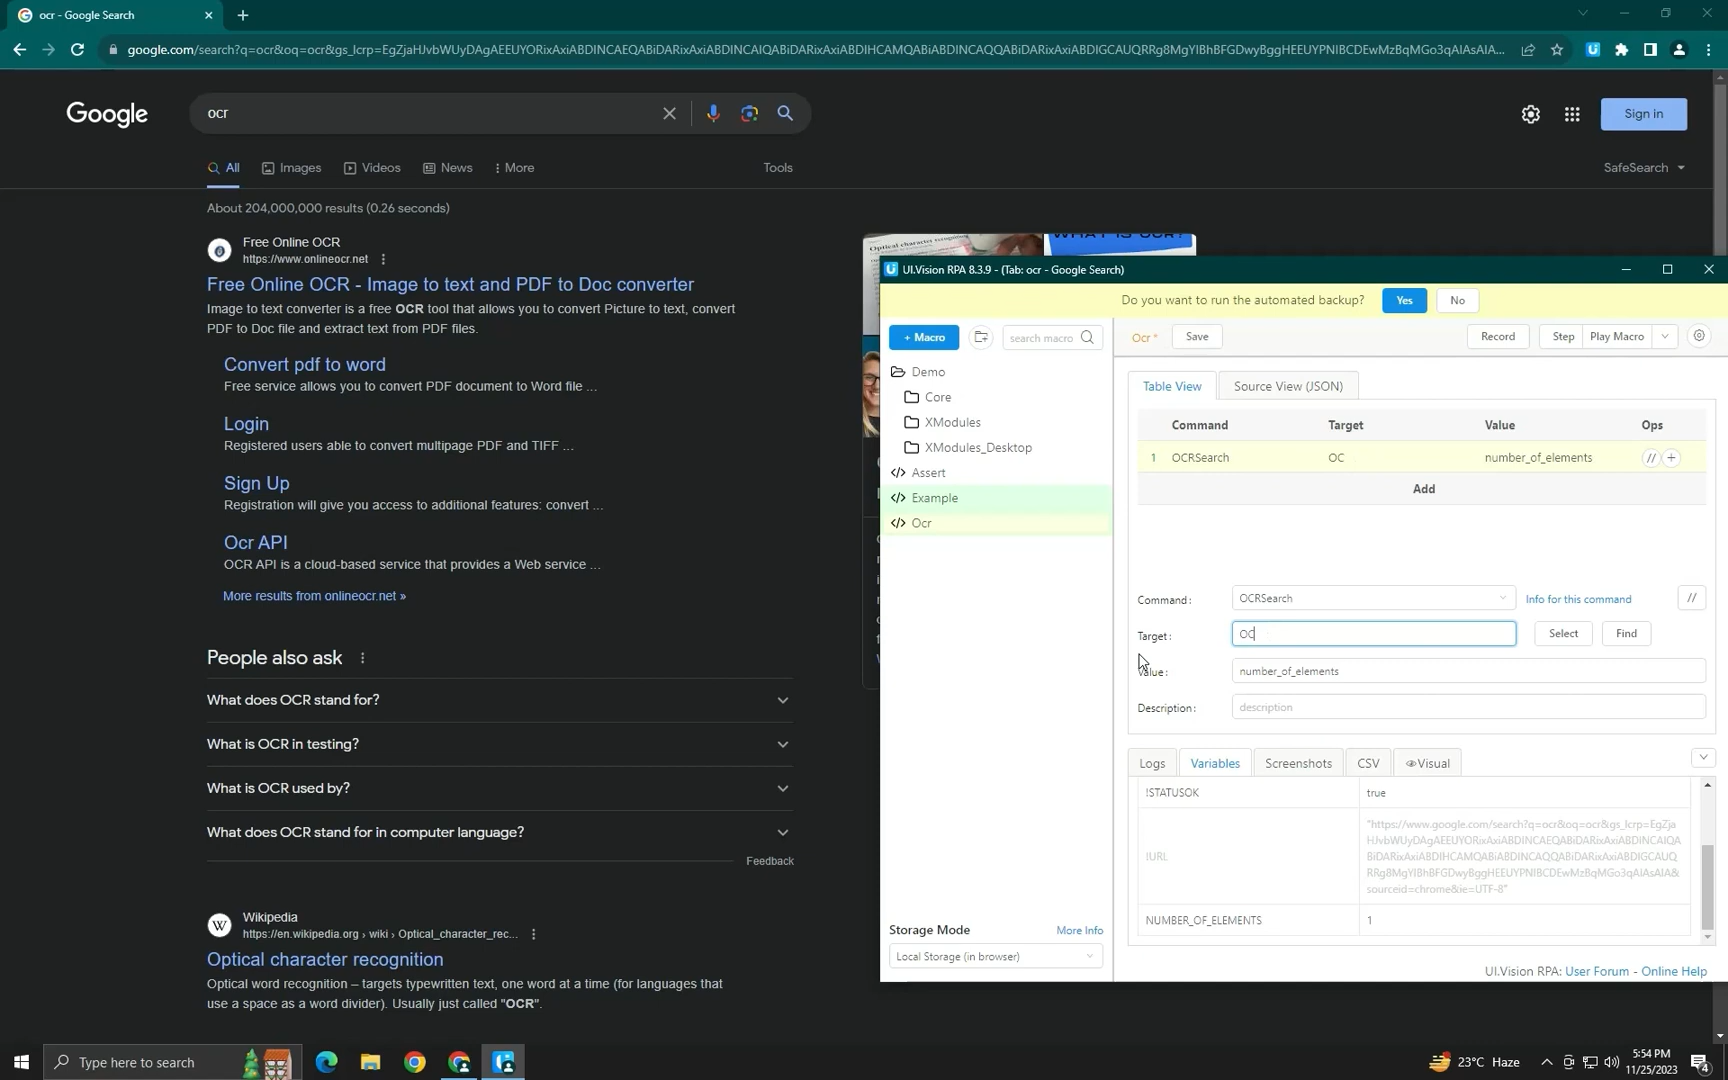 ocr - Google Search
google.com/search?q=ocr&oq=ocr&gs_lcrp=
Google
ocr
Sign in
All
Images
Videos
News
More
Tools
SafeSearch
About 204,000,000 results (0.26 seconds)
Free Online OCR
https://www.onlineocr.net
Free Online OCR - Image to text and PDF to Doc converter
Image to text converter is a free OCR tool that allows you to convert Picture to text, convert
PDF to Doc file and extract text from PDF files.
Convert pdf to word
Free service allows you to convert PDF document to Word file ...
Login
Registered users able to convert multipage PDF and TIFF ...
Sign Up
Registration will give you access to additional features: convert ...
Ocr API
OCR API is a cloud-based service that provides a Web service ...
More results from onlineocr.net »
People also ask
What does OCR stand for?
What is OCR in testing?
What is OCR used by?
What does OCR stand for in computer language?
Feedback
Wikipedia
https://en.wikipedia.org › wiki › Optical_character_rec...
Optical character recognition
Optical word recognition – targets typewritten text, one word at a time (for languages that
use a space as a word divider). Usually just called "OCR".
UI.Vision RPA 8.3.9 - (Tab: ocr - Google Search)
Do you want to run the automated backup?
Yes
No
+ Macro
search macro
Ocr *
Save
Record
Step
Play Macro
Demo
Core
XModules
XModules_Desktop
Assert
Example
Ocr
Storage Mode
More Info
Local Storage (in browser)
Table View
Source View (JSON)
Command Target Value Ops
1 OCRSearch OC number_of_elements // +
Add
Command : OCRSearch Info for this command //
Target : OC Select Find
Value : number_of_elements
Description : description
Logs
Variables
Screenshots
CSV
Visual
!STATUSOK true
!URL
"https://www.google.com/search?q=ocr&oq=ocr&gs_lcrp=
sourceid=chrome&ie=UTF-8"
NUMBER_OF_ELEMENTS 1
UI.Vision RPA: User Forum - Online Help
Type here to search
23°C Haze
5:54 PM
11/25/2023
4